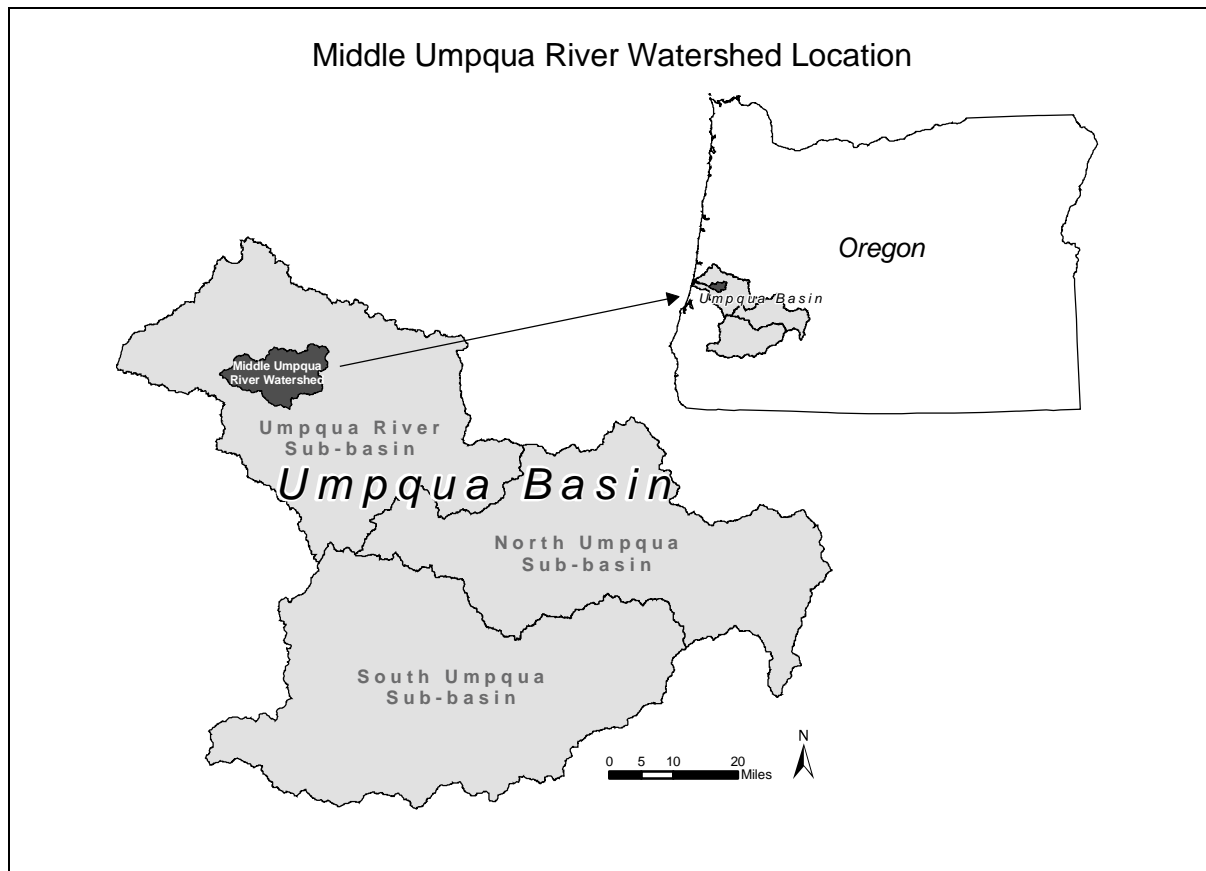 Middle Umpqua River Watershed Location
Oregon
Umpqua Basin
Middle Umpqua
River Watershed
Umpqua River
Sub-basin
Umpqua Basin
North Umpqua
Sub-basin
South Umpqua
Sub-basin
N
0 5 10 20
Miles